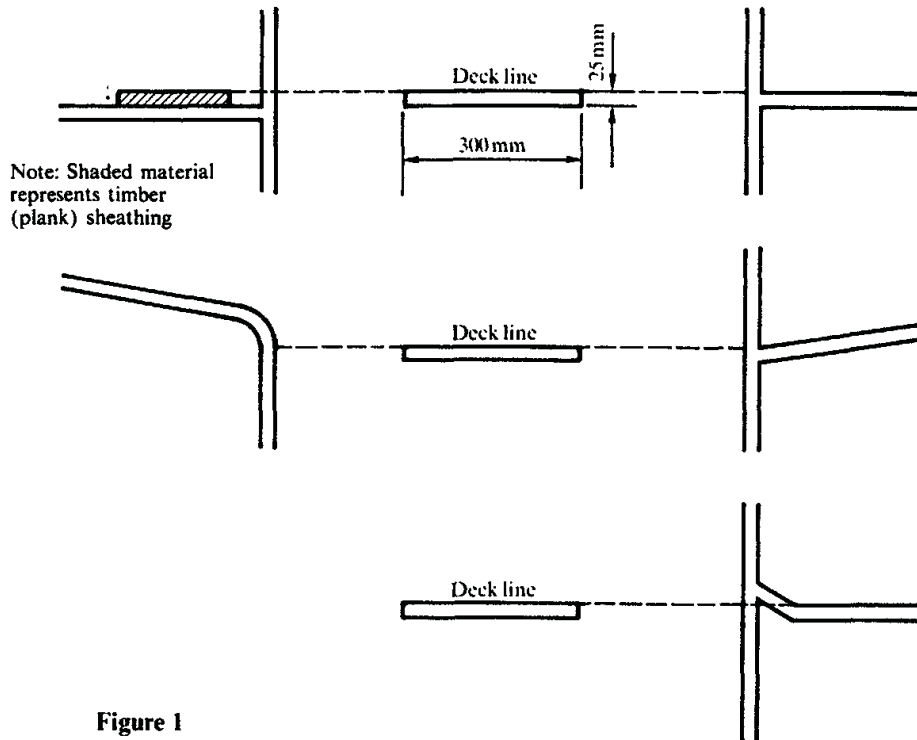 Deck line
25 mm
300 mm
Note: Shaded material
represents timber
(plank) sheathing
Deck line
Deck line
Figure 1